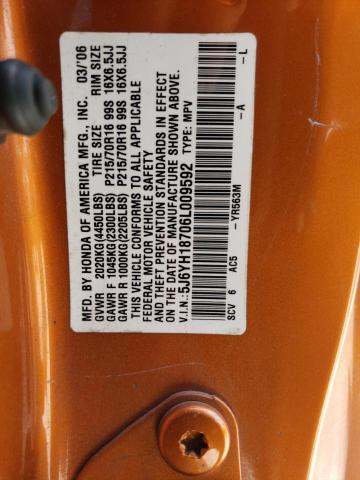 MFD. BY HONDA OF AMERICA MFG., INC. 03/'06
GVWR 2020KG(4450LBS) TIRE SIZE RIM SIZE
GAWR F 1045KG(2300LBS) P215/70R16 99S 16X6.5JJ
GAWR R 1000KG(2205LBS) P215/70R16 99S 16X6.5JJ
THIS VEHICLE CONFORMS TO ALL APPLICABLE
FEDERAL MOTOR VEHICLE SAFETY AND
THEFT PREVENTION STANDARDS IN EFFECT
ON THE DATE OF MANUFACTURE SHOWN ABOVE.
V.I.N.: 5J6YH18706L009592 TYPE: MPV
SCV 6 AC5 -YR563M -A -L